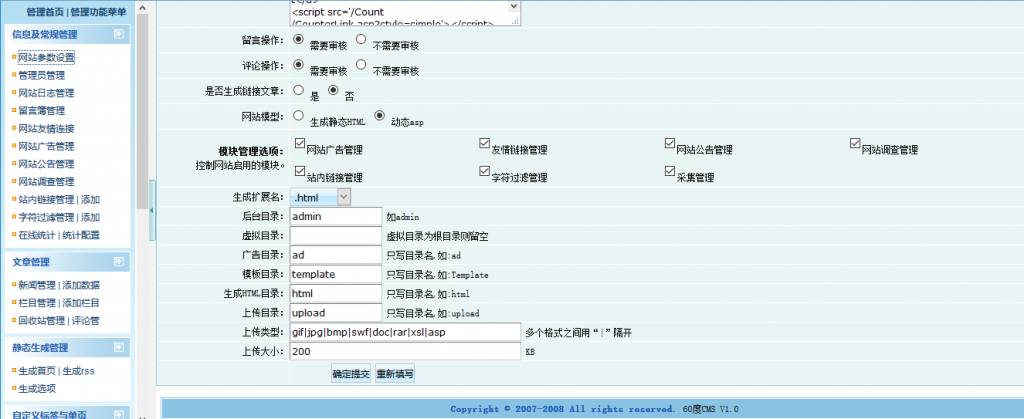 管理首页 | 管理功能菜单
信息及常规管理
网站参数设置
管理员管理
网站日志管理
留言簿管理
网站友情连接
网站广告管理
网站公告管理
网站调查管理
站内链接管理 | 添加
字符过滤管理 | 添加
在线统计 | 统计配置
文章管理
新闻管理 | 添加数据
栏目管理 | 添加栏目
回收站管理 | 评论管
静态生成管理
生成首页 | 生成rss
生成选项
自定义标签与单页
<script src='/Count
/CounterLink.asp?style=simple'></script>
留言操作: 需要审核 不需要审核
评论操作: 需要审核 不需要审核
是否生成链接文章: 是 否
网站模型: 生成静态HTML 动态asp
模块管理选项:
控制网站启用的模块。
网站广告管理 友情链接管理 网站公告管理 网站调查管理
站内链接管理 字符过滤管理 采集管理
生成扩展名: .html
后台目录: admin 如admin
虚拟目录: 虚拟目录为根目录则留空
广告目录: ad 只写目录名,如:ad
模板目录: template 只写目录名,如:Template
生成HTML目录: html 只写目录名,如:html
上传目录: upload 只写目录名,如:upload
上传类型: gif|jpg|bmp|swf|doc|rar|xsl|asp 多个格式之间用“|”隔开
上传大小: 200 KB
确定提交 重新填写
Copyright © 2007-2008 All rights reserved. 60度CMS V1.0